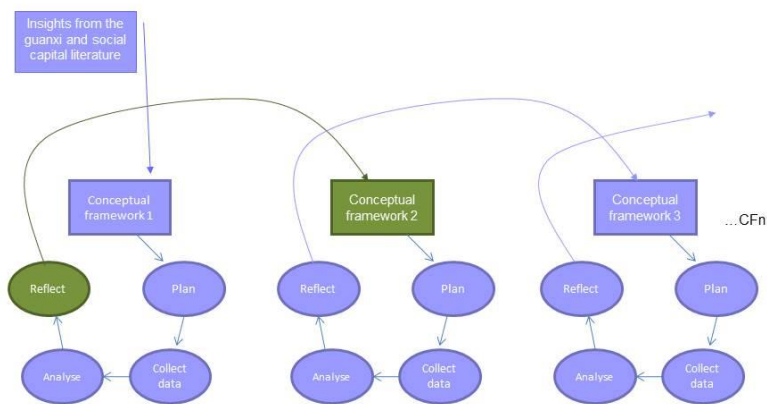 Insights from the
guanxi and social
capital literature
Conceptual
framework 1
Conceptual
framework 2
Conceptual
framework 3
...CFn
Reflect
Plan
Reflect
Plan
Reflect
Plan
Analyse
Collect
data
Analyse
Collect
data
Analyse
Collect
data